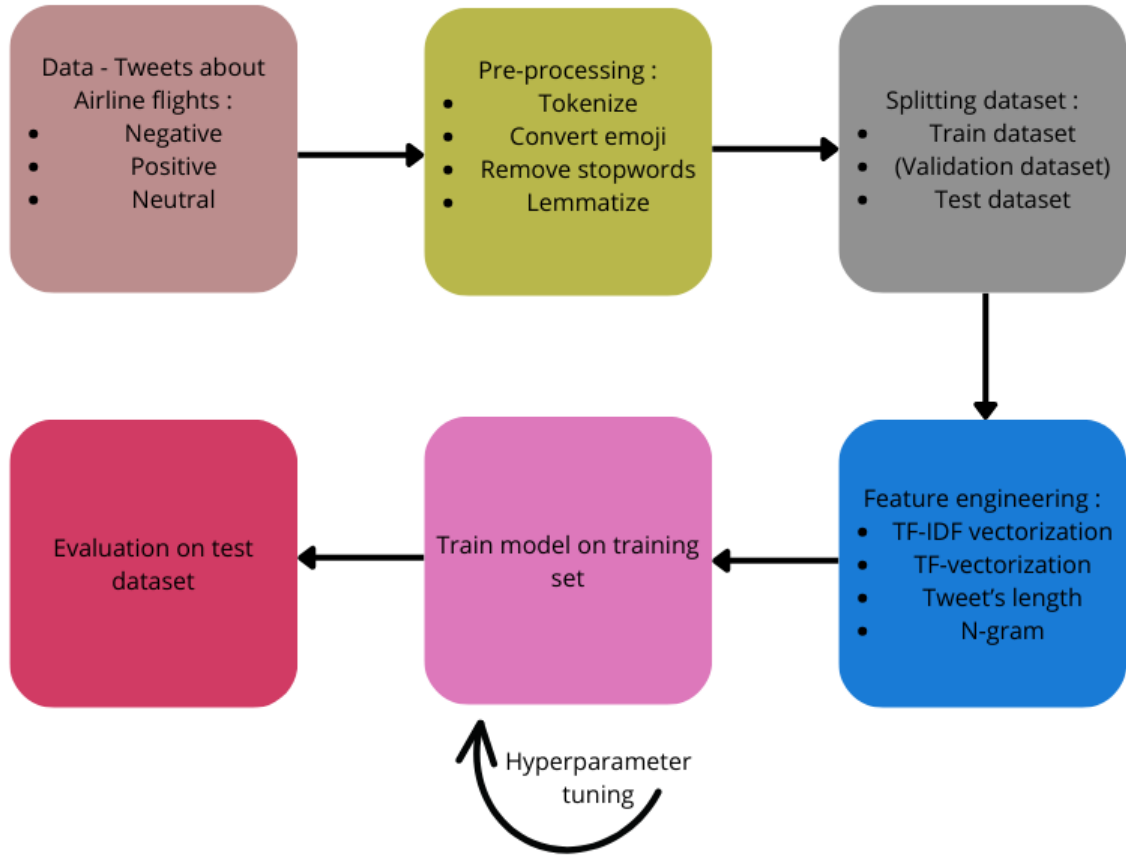 Data - Tweets about
Airline flights :
• Negative
• Positive
• Neutral
Pre-processing :
• Tokenize
• Convert emoji
• Remove stopwords
• Lemmatize
Splitting dataset :
• Train dataset
• (Validation dataset)
• Test dataset
Feature engineering :
• TF-IDF vectorization
• TF-vectorization
• Tweet's length
• N-gram
Train model on training
set
Hyperparameter
tuning
Evaluation on test
dataset